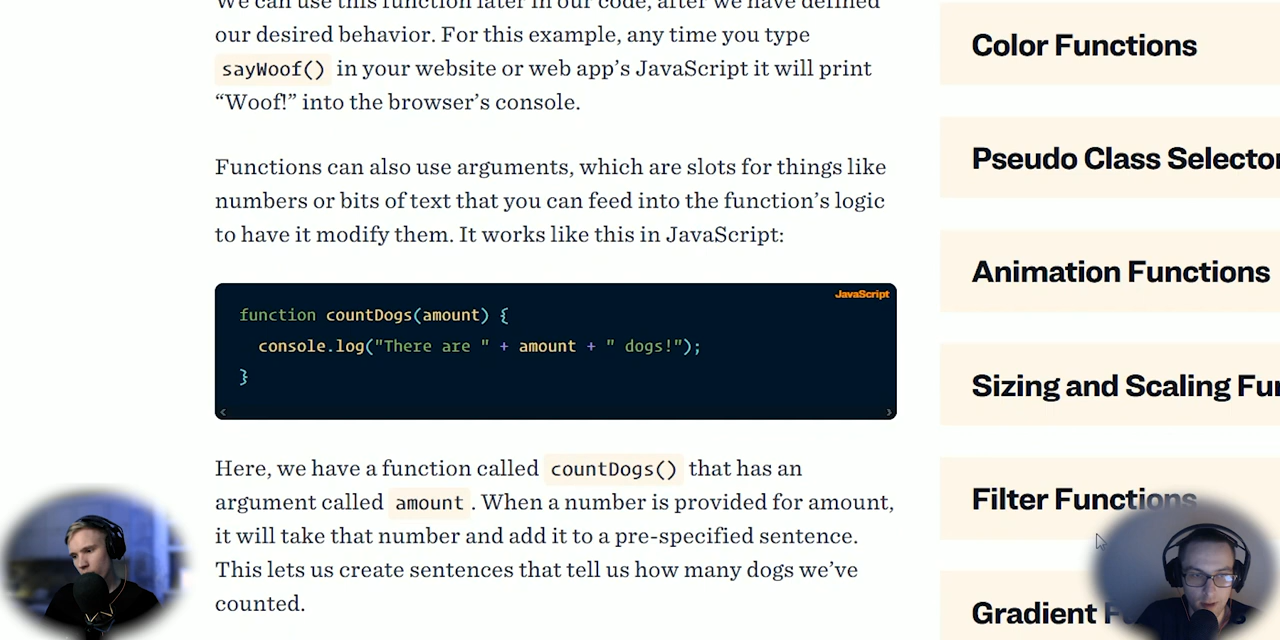 We can use this function later in our code, after we have defined
our desired behavior. For this example, any time you type
sayWoof() in your website or web app’s JavaScript it will print
“Woof!” into the browser’s console.
Functions can also use arguments, which are slots for things like
numbers or bits of text that you can feed into the function’s logic
to have it modify them. It works like this in JavaScript:
JavaScript
function countDogs(amount) {
console.log("There are " + amount + " dogs!");
}
Here, we have a function called countDogs() that has an
argument called amount . When a number is provided for amount,
it will take that number and add it to a pre-specified sentence.
This lets us create sentences that tell us how many dogs we’ve
counted.
Color Functions
Pseudo Class Selector
Animation Functions
Sizing and Scaling Fun
Filter Functions
Gradient